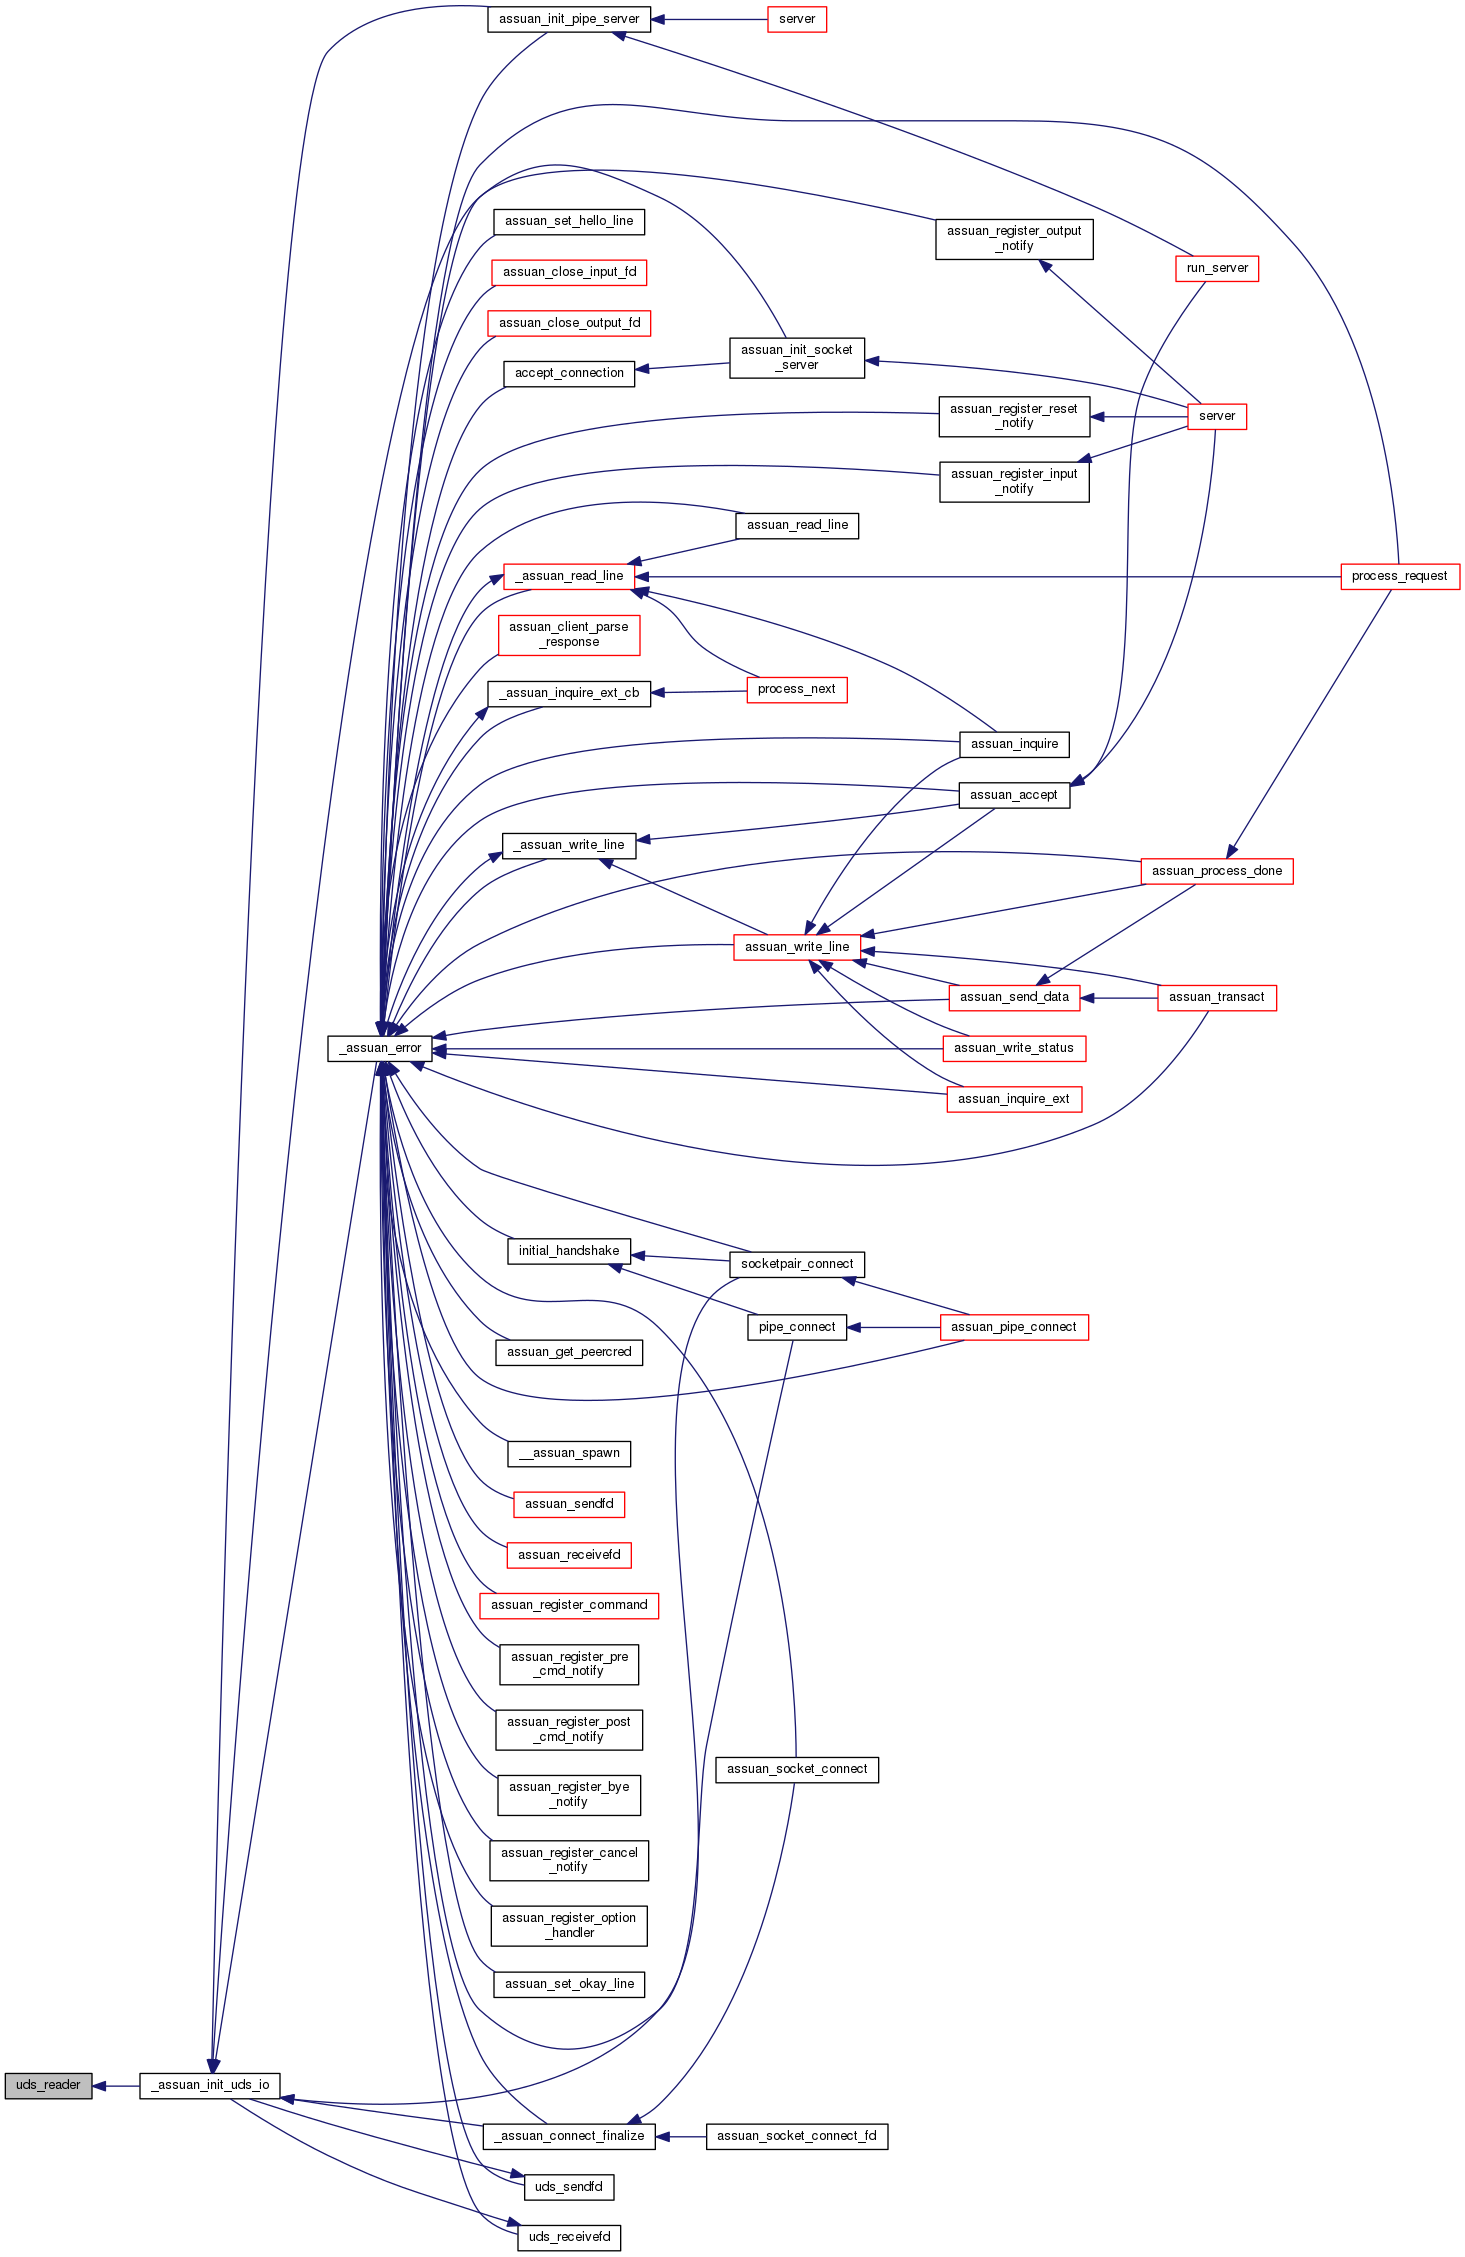 assuan_init_pipe_server
server
assuan_set_hello_line
assuan_register_output
_notify
assuan_close_input_fd
run_server
assuan_close_output_fd
assuan_init_socket
_server
accept_connection
assuan_register_reset
_notify
server
assuan_register_input
_notify
assuan_read_line
_assuan_read_line
process_request
assuan_client_parse
_response
_assuan_inquire_ext_cb
process_next
assuan_inquire
assuan_accept
_assuan_write_line
assuan_process_done
assuan_write_line
assuan_send_data
assuan_transact
_assuan_error
assuan_write_status
assuan_inquire_ext
initial_handshake
socketpair_connect
pipe_connect
assuan_pipe_connect
assuan_get_peercred
__assuan_spawn
assuan_sendfd
assuan_receivefd
assuan_register_command
assuan_register_pre
_cmd_notify
assuan_register_post
_cmd_notify
assuan_socket_connect
assuan_register_bye
_notify
assuan_register_cancel
_notify
assuan_register_option
_handler
assuan_set_okay_line
uds_reader
_assuan_init_uds_io
_assuan_connect_finalize
assuan_socket_connect_fd
uds_sendfd
uds_receivefd